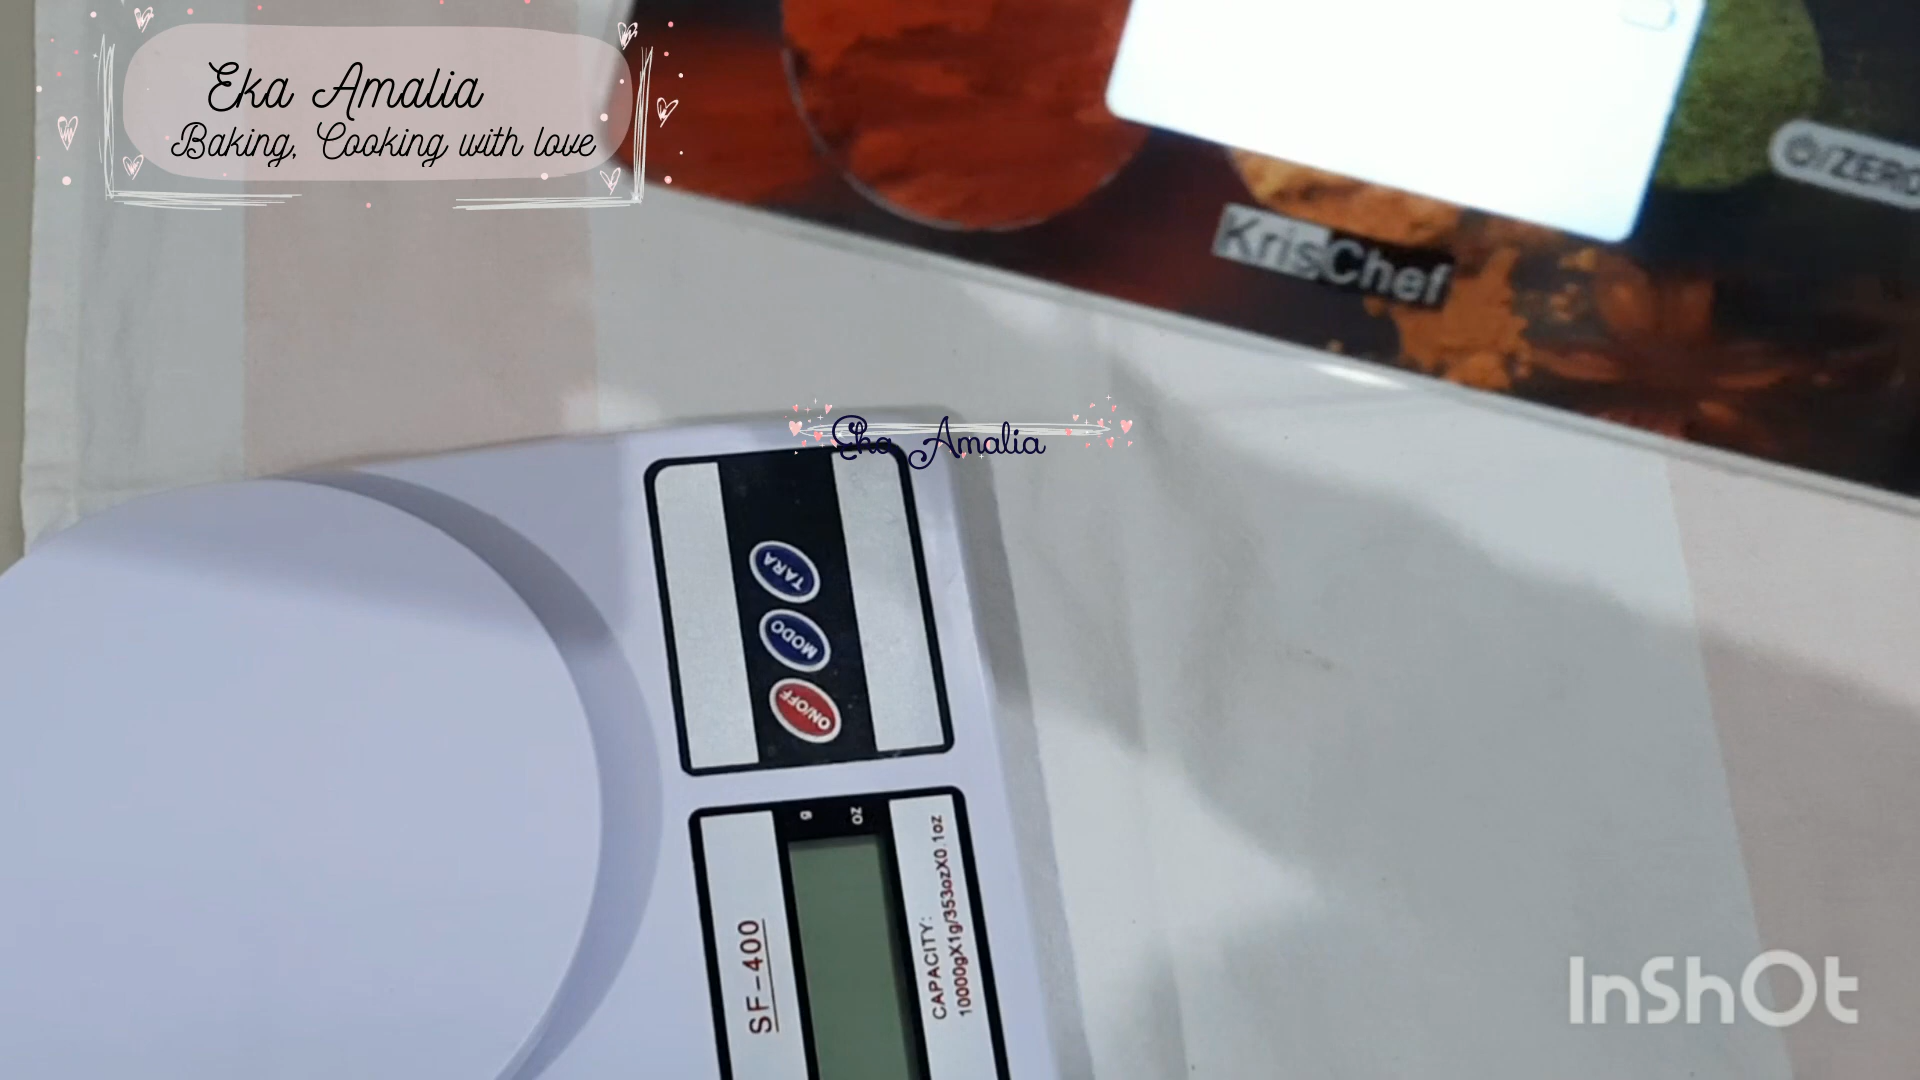 Eka Amalia
Baking, Cooking with love
/ZERO
KrisChef
Eka Amalia
TARA
MODO
ON/OFF
g
oz
SF-400
CAPACITY:
10000gX1g/353ozX0.1oz
InShOt